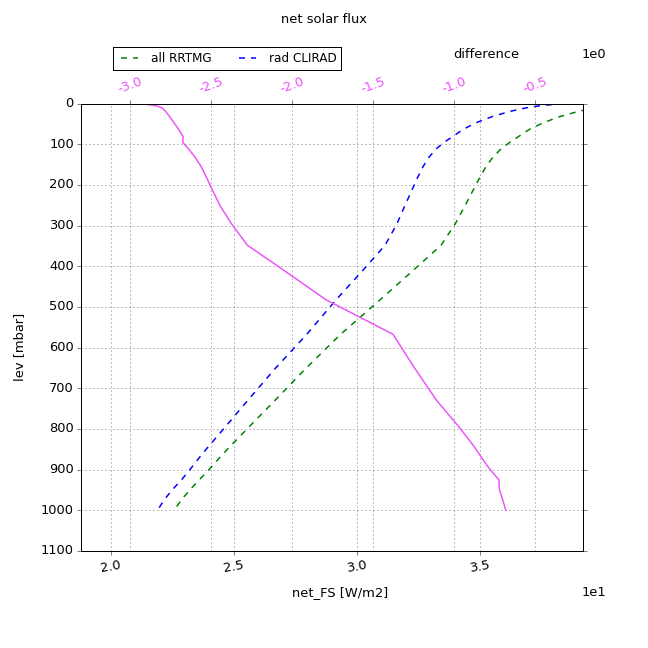 net solar flux
all RRTMG rad CLIRAD difference 1e0
-3.0 -2.5 -2.0 -1.5 -1.0 -0.5
0
100
200
300
400
500
600
700
800
900
1000
1100
lev [mbar]
2.0 2.5 3.0 3.5
net_FS [W/m2] 1e1